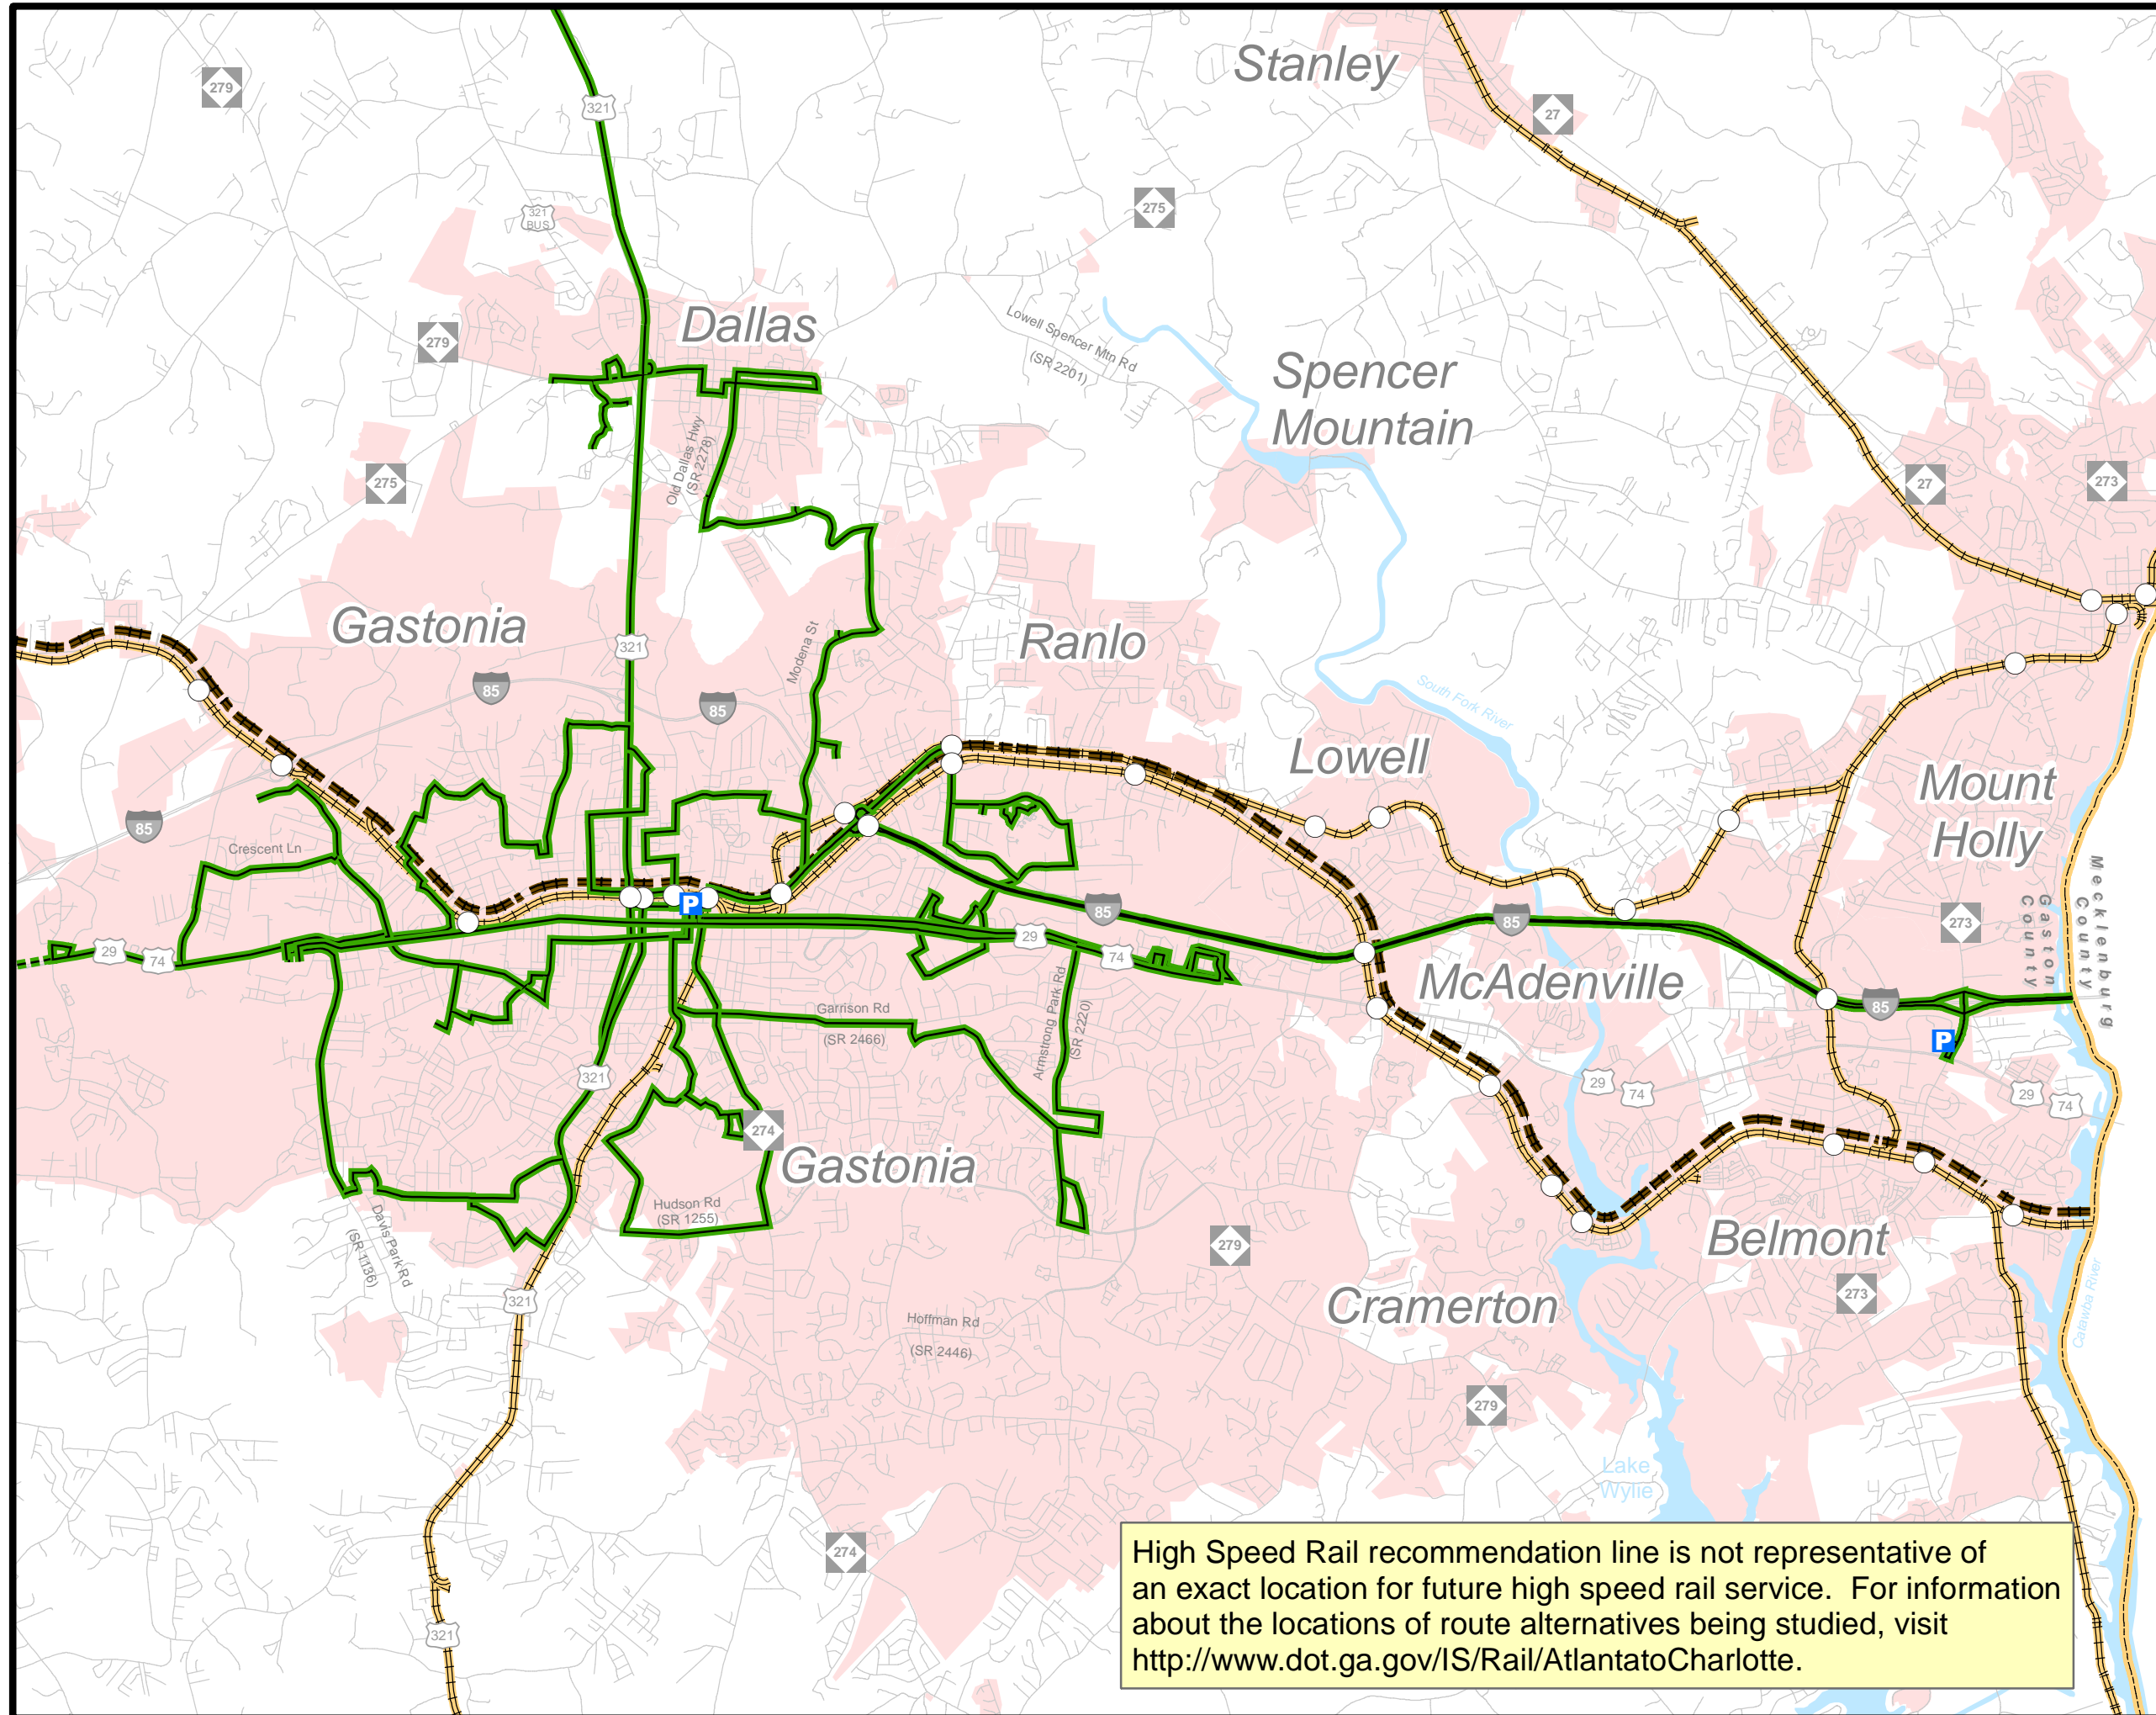 Stanley
279
27
321
321
BUS
275
Dallas
279
Lowell Spencer Mtn Rd
(SR 2201)
Spencer
Mountain
Old Dallas Hwy
(SR 2278)
275
27
273
Gastonia
321
Modena St
Ranlo
85
85
South Fork River
Lowell
Mount
Holly
85
Crescent Ln
P
85
85
29
74
29
74
273
Mecklenburg
County
Gaston
County
McAdenville
85
Garrison Rd
(SR 2466)
Armstrong Park Rd
(SR 2220)
P
321
29
74
29
74
274
Gastonia
Hudson Rd
(SR 1255)
Davis Park Rd
(SR 1136)
279
Belmont
273
Catawba River
321
Cramerton
Hoffman Rd
(SR 2446)
279
Lake
Wylie
274
321
High Speed Rail recommendation line is not representative of
an exact location for future high speed rail service.  For information
about the locations of route alternatives being studied, visit
http://www.dot.ga.gov/IS/Rail/AtlantatoCharlotte.